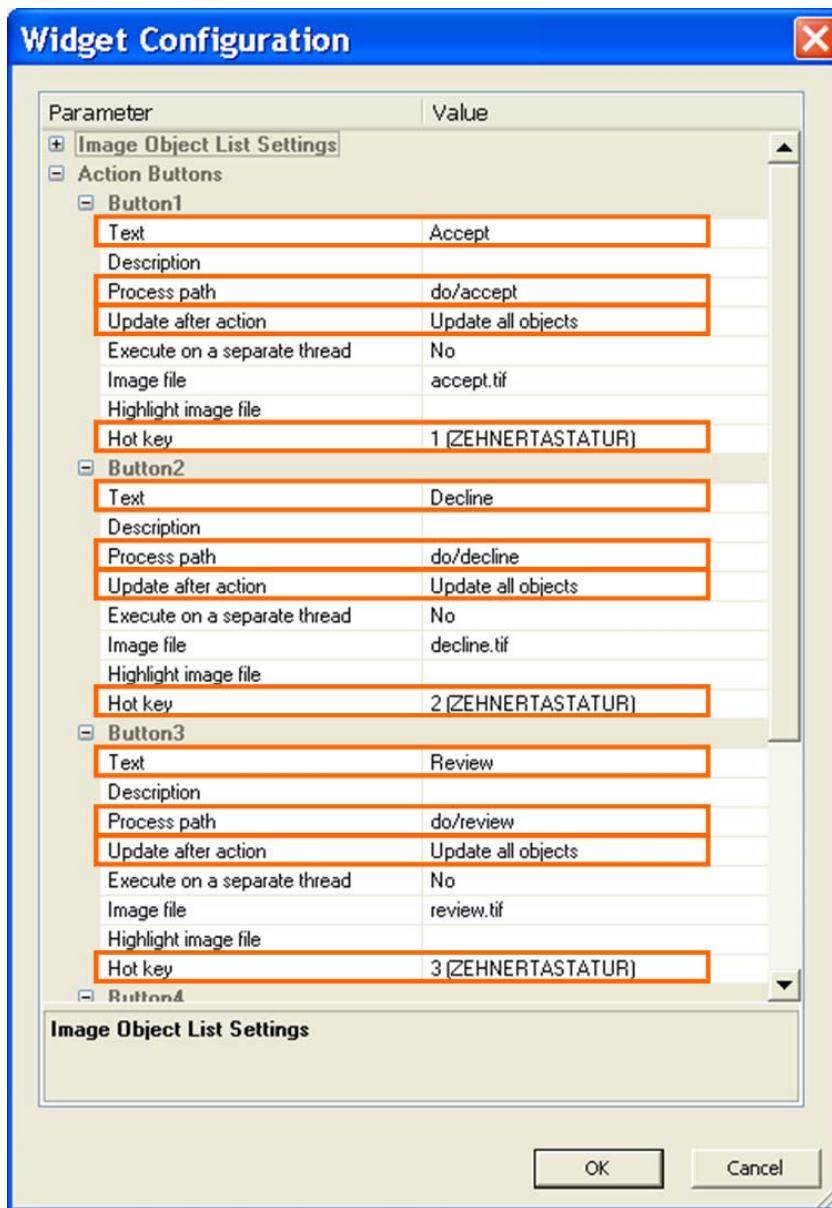 Widget Configuration
Parameter Value
Image Object List Settings
Action Buttons
Button1
Text Accept
Description
Process path do/accept
Update after action Update all objects
Execute on a separate thread No
Image file accept.tif
Highlight image file
Hot key 1 (ZEHNERTASTATUR)
Button2
Text Decline
Description
Process path do/decline
Update after action Update all objects
Execute on a separate thread No
Image file decline.tif
Highlight image file
Hot key 2 (ZEHNERTASTATUR)
Button3
Text Review
Description
Process path do/review
Update after action Update all objects
Execute on a separate thread No
Image file review.tif
Highlight image file
Hot key 3 (ZEHNERTASTATUR)
Button4
Image Object List Settings
OK Cancel